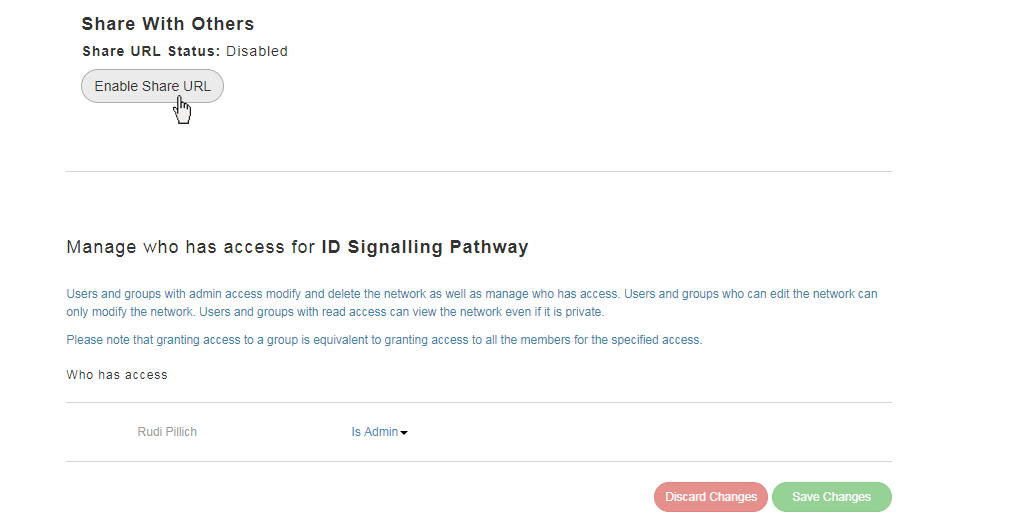 Share With Others
Share URL Status: Disabled
Enable Share URL
Manage who has access for ID Signalling Pathway
Users and groups with admin access modify and delete the network as well as manage who has access. Users and groups who can edit the network can
only modify the network. Users and groups with read access can view the network even if it is private.
Please note that granting access to a group is equivalent to granting access to all the members for the specified access.
Who has access
Rudi Pillich Is Admin
Discard Changes Save Changes